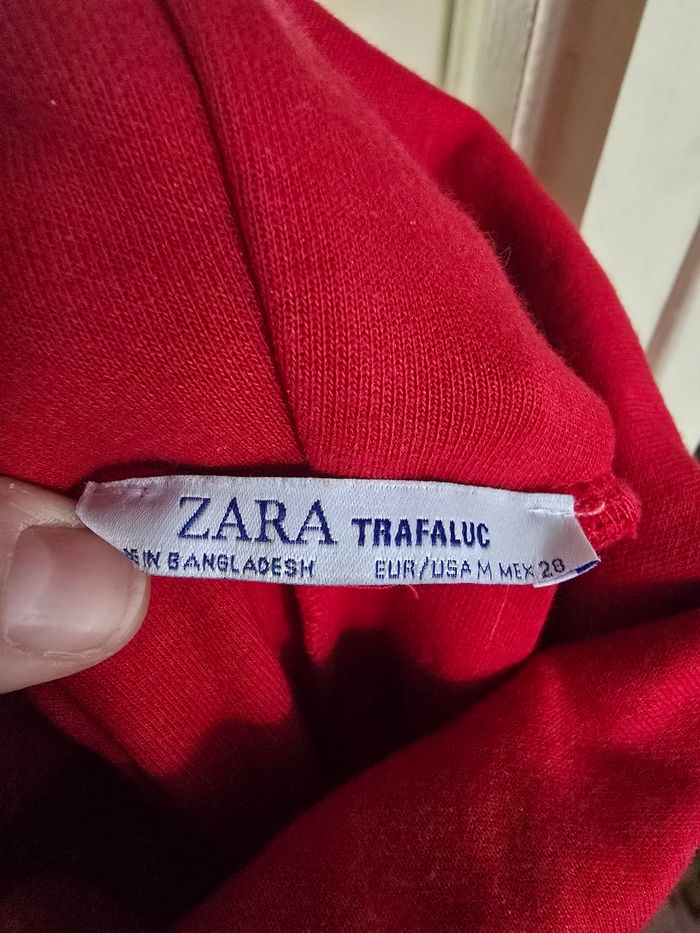 ZARA TRAFALUC
IN BANGLADESH EUR/USA M MEX 28